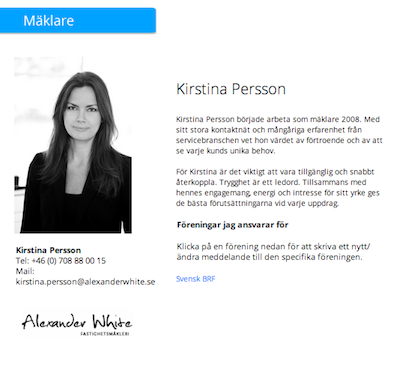 Mäklare
Kirstina Persson
Kirstina Persson började arbeta som mäklare 2008. Med
sitt stora kontaktnät och mångåriga erfarenhet från
servicebranschen vet hon värdet av förtroende och av att
se varje kunds unika behov.
För Kirstina är det viktigt att vara tillgänglig och snabbt
återkoppla. Trygghet är ett ledord. Tillsammans med
hennes engagemang, energi och intresse för sitt yrke ges
de bästa förutsättningarna vid varje uppdrag.
Föreningar jag ansvarar för
Klicka på en förening nedan för att skriva ett nytt/
ändra meddelande till den specifika föreningen.
Svensk BRF
Kirstina Persson
Tel: +46 (0) 708 88 00 15
Mail:
kirstina.persson@alexanderwhite.se
Alexander White
FASTIGHETSMÄKLERI